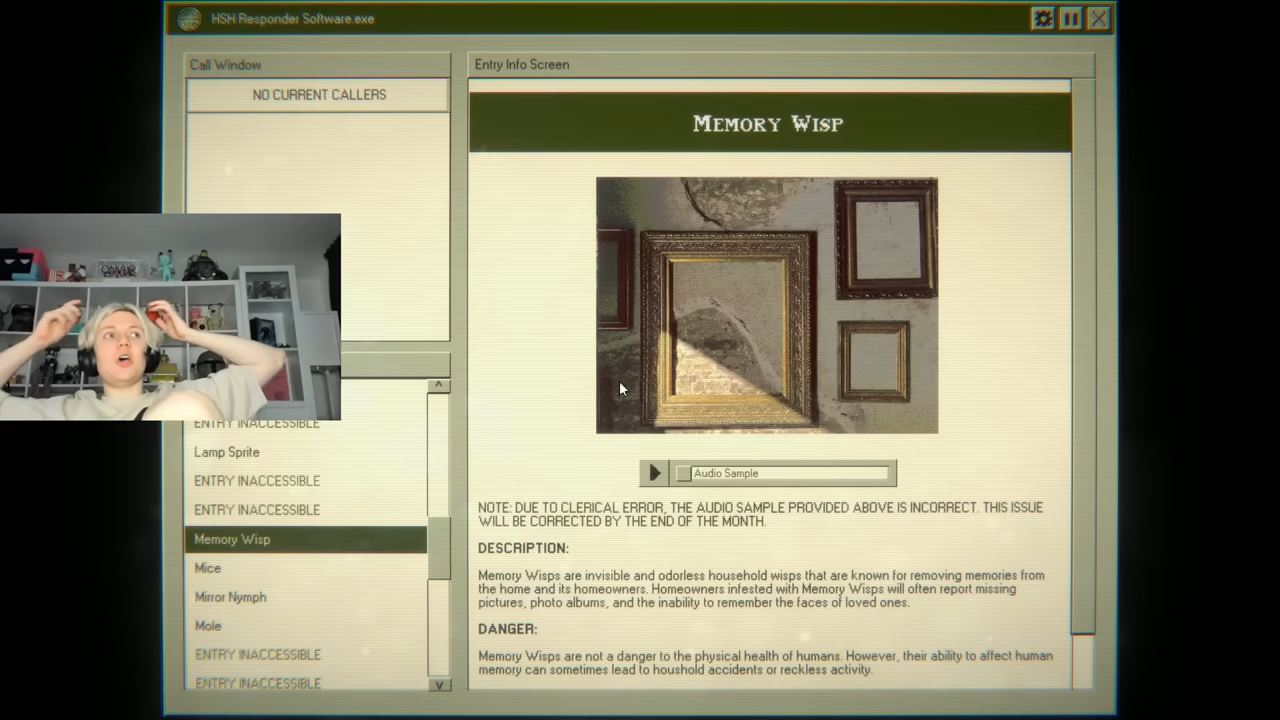 HSH Responder Software.exe
Call Window
NO CURRENT CALLERS
ENTRY INACCESSIBLE
Lamp Sprite
ENTRY INACCESSIBLE
ENTRY INACCESSIBLE
Memory Wisp
Mice
Mirror Nymph
Mole
ENTRY INACCESSIBLE
ENTRY INACCESSIBLE
Entry Info Screen
MEMORY WISP
Audio Sample
NOTE: DUE TO CLERICAL ERROR, THE AUDIO SAMPLE PROVIDED ABOVE IS INCORRECT. THIS ISSUE
WILL BE CORRECTED BY THE END OF THE MONTH.
DESCRIPTION:
Memory Wisps are invisible and odorless household wisps that are known for removing memories from
the home and its homeowners. Homeowners infested with Memory Wisps will often report missing
pictures, photo albums, and the inability to remember the faces of loved ones.
DANGER:
Memory Wisps are not a danger to the physical health of humans. However, their ability to affect human
memory can sometimes lead to houshold accidents or reckless activity.